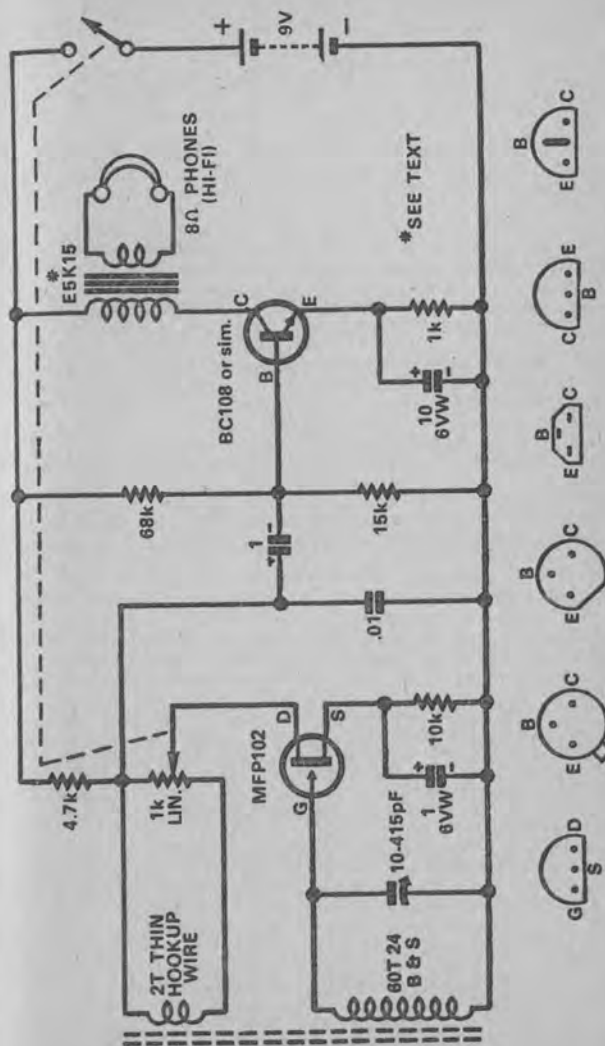 4.7k
1k
LIN.
2T THIN
HOOKUP
WIRE
D
MFP102
G
S
10-415pF
60T 24
B & S
+
1
6VW
-
10k
.01
68k
+
1
-
15k
E5K15
*
8Ω PHONES
(HI-FI)
BC108 or sim.
C
B
E
*SEE TEXT
+
10
6VW
-
1k
+
9V
-
G
S
D
E
B
C
E
B
C
E
B
C
C
B
E
E
B
C